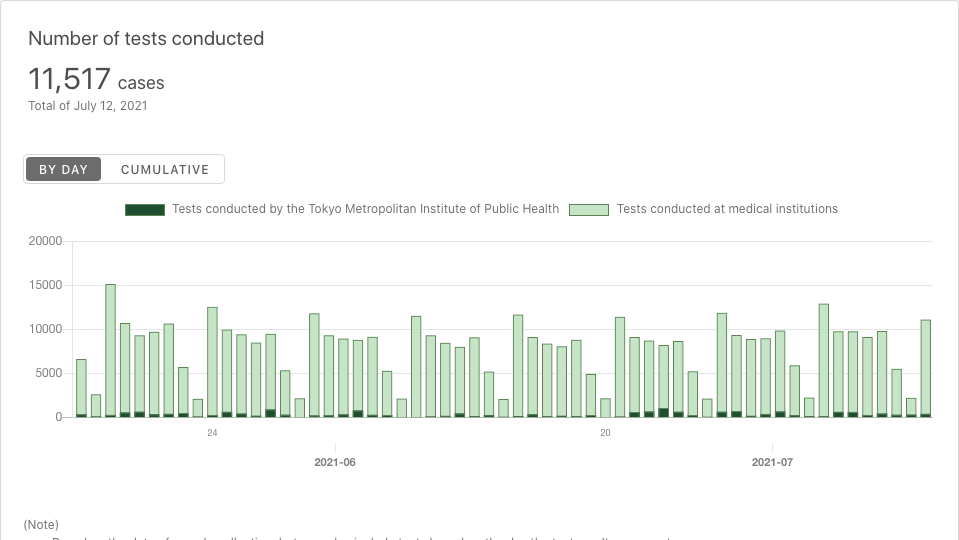 Number of tests conducted
11,517 cases
Total of July 12, 2021
BY DAY CUMULATIVE
Tests conducted by the Tokyo Metropolitan Institute of Public Health Tests conducted at medical institutions
20000
15000
10000
5000
0
24 20
2021-06 2021-07
(Note)